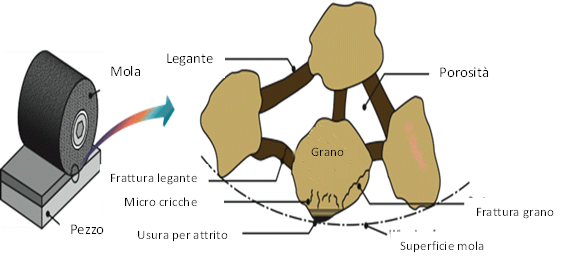 Mola
Legante
Porosità
Grano
Frattura legante
Micro cricche
Frattura grano
Pezzo
Usura per attrito
Superficie mola